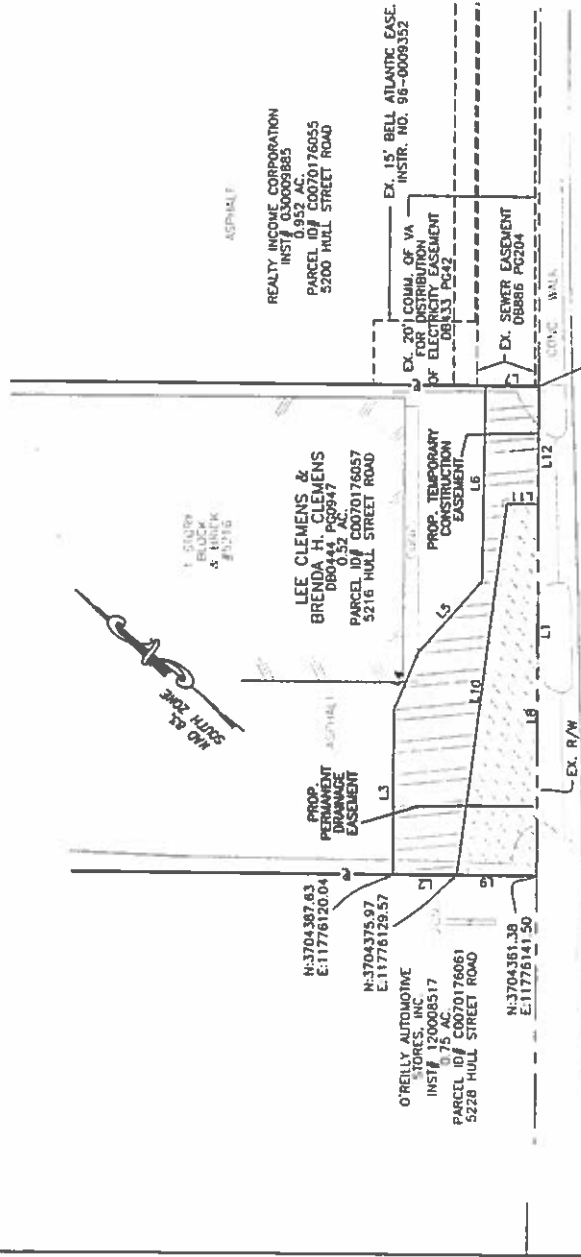 ASPHALT
REALTY INCOME CORPORATION
INST# 030009885
0.952 AC.
PARCEL ID# C0070176055
5200 HULL STREET ROAD
EX. 15' BELL ATLANTIC EASE.
INSTR. NO. 96-0009352
EX. 20' COMM. OF VA
FOR DISTRIBUTION
OF ELECTRICITY EASEMENT
DB433 PG42
EX. SEWER EASEMENT
DB886 PG204
CONC. WALK
1 STORY
BLOCK
& BRICK
#5216
LEE CLEMENS &
BRENDA H. CLEMENS
DB0444 PG0947
0.52 AC.
PARCEL ID# C0070176057
5216 HULL STREET ROAD
NAD 83,
SOUTH ZONE
ASPHALT
PROP. TEMPORARY
CONSTRUCTION
EASEMENT
PROP.
PERMANENT
DRAINAGE
EASEMENT
L3
L5
L6
L7
L2
L10
L11
L9
L8
L1
L12
EX. R/W
N:3704387.63
E:11776120.04
N:3704375.97
E:11776129.57
N:3704361.38
E:11776141.50
O'REILLY AUTOMOTIVE
STORES, INC.
INST# 120008517
0.75 AC.
PARCEL ID# C0070176061
5228 HULL STREET ROAD